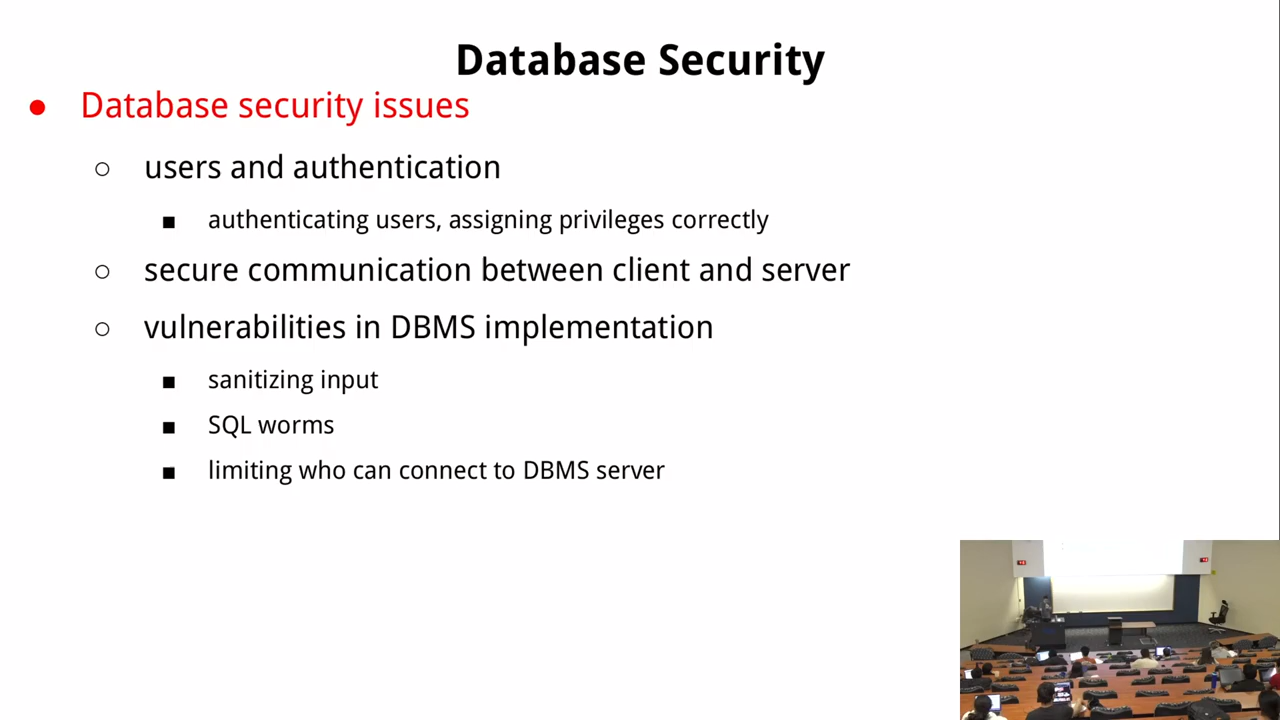 Database Security
● Database security issues
○ users and authentication
■ authenticating users, assigning privileges correctly
○ secure communication between client and server
○ vulnerabilities in DBMS implementation
■ sanitizing input
■ SQL worms
■ limiting who can connect to DBMS server